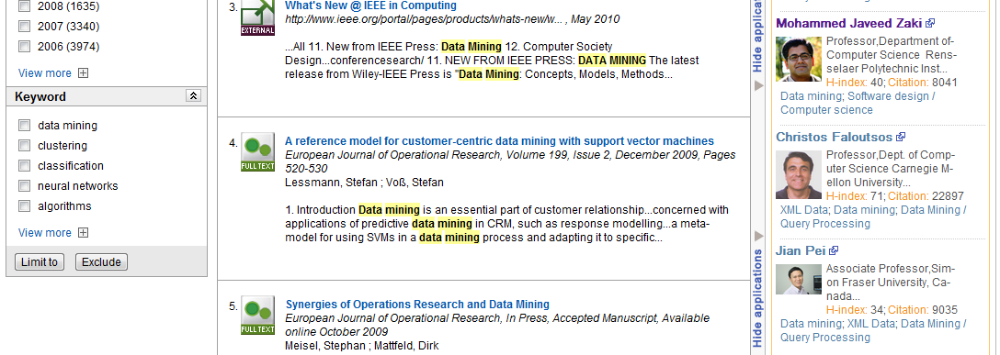 2008 (1635)
2007 (3340)
2006 (3974)
View more
Keyword
data mining
clustering
classification
neural networks
algorithms
View more
Limit to
Exclude
3.
EXTERNAL
What's New @ IEEE in Computing
http://www.ieee.org/portal/pages/products/whats-new/w... , May 2010
...All 11. New from IEEE Press: Data Mining 12. Computer Society
Design...conferencesearch/ 11. NEW FROM IEEE PRESS: DATA MINING The latest
release from Wiley-IEEE Press is "Data Mining: Concepts, Models, Methods...
4.
FULL TEXT
A reference model for customer-centric data mining with support vector machines
European Journal of Operational Research, Volume 199, Issue 2, December 2009, Pages
520-530
Lessmann, Stefan ; Voß, Stefan
1. Introduction Data mining is an essential part of customer relationship...concerned with
applications of predictive data mining in CRM, such as response modelling...a meta-
model for using SVMs in a data mining process and adapting it to specific...
5.
FULL TEXT
Synergies of Operations Research and Data Mining
European Journal of Operational Research, In Press, Accepted Manuscript, Available
online October 2009
Meisel, Stephan ; Mattfeld, Dirk
Hide applications
Hide applications
Mohammed Javeed Zaki
Professor,Department of-
Computer Science Rens-
selaer Polytechnic Inst...
H-index: 40; Citation: 8041
Data mining; Software design /
Computer science
Christos Faloutsos
Professor,Dept. of Comp-
uter Science Carnegie M-
ellon University...
H-index: 71; Citation: 22897
XML Data; Data mining; Data Mining /
Query Processing
Jian Pei
Associate Professor,Sim-
on Fraser University, Ca-
nada...
H-index: 34; Citation: 9035
Data mining; XML Data; Data Mining /
Query Processing